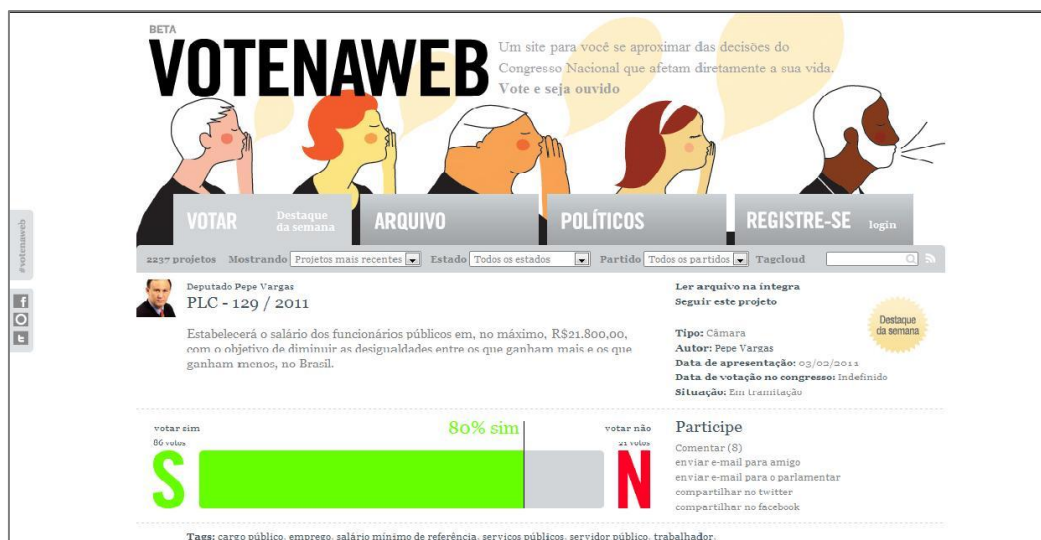 BETA
VOTENAWEB
Um site para você se aproximar das decisões do
Congresso Nacional que afetam diretamente a sua vida.
Vote e seja ouvido
VOTAR
Destaque
da semana
ARQUIVO
POLÍTICOS
REGISTRE-SE
login
2237 projetos Mostrando Projetos mais recentes Estado Todos os estados Partido Todos os partidos Tagcloud
#votenaweb
Deputado Pepe Vargas
PLC - 129 / 2011
Estabelecerá o salário dos funcionários públicos em, no máximo, R$21.800,00,
com o objetivo de diminuir as desigualdades entre os que ganham mais e os que
ganham menos, no Brasil.
Ler arquivo na íntegra
Seguir este projeto
Tipo: Câmara
Autor: Pepe Vargas
Data de apresentação: 03/02/2011
Data de votação no congresso: Indefinido
Situação: Em tramitação
Destaque
da semana
votar sim
86 votos
80% sim
votar não
21 votos
S
N
Participe
Comentar (8)
enviar e-mail para amigo
enviar e-mail para o parlamentar
compartilhar no twitter
compartilhar no facebook
Tags: cargo público, emprego, salário mínimo de referência, serviços públicos, servidor público, trabalhador.